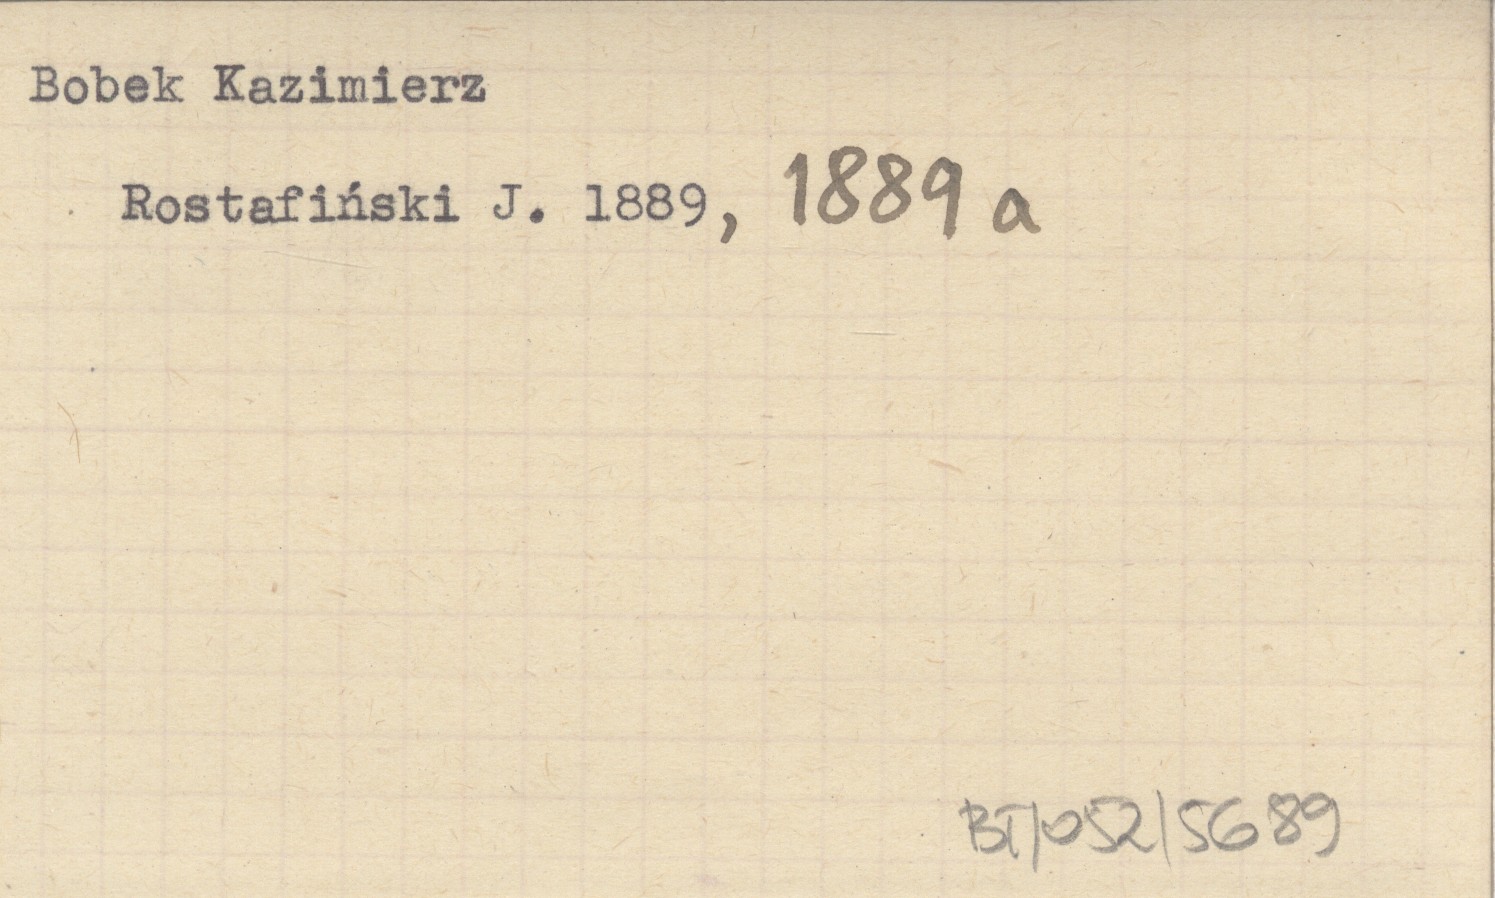 Bobek Kazimierz
Rostafiński J. 1889, 1889 a
BT/052/5689